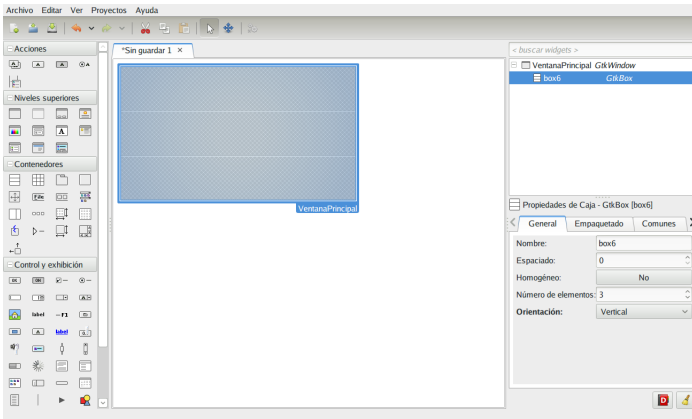 Archivo Editar Ver Proyectos Ayuda
Acciones
*Sin guardar 1 ×
VentanaPrincipal
Niveles superiores
Contenedores
Control y exhibición
label
label
< buscar widgets >
VentanaPrincipal GtkWindow
box6 GtkBox
Propiedades de Caja - GtkBox [box6]
General Empaquetado Comunes
Nombre: box6
Espaciado: 0
Homogéneo: No
Número de elementos: 3
Orientación: Vertical